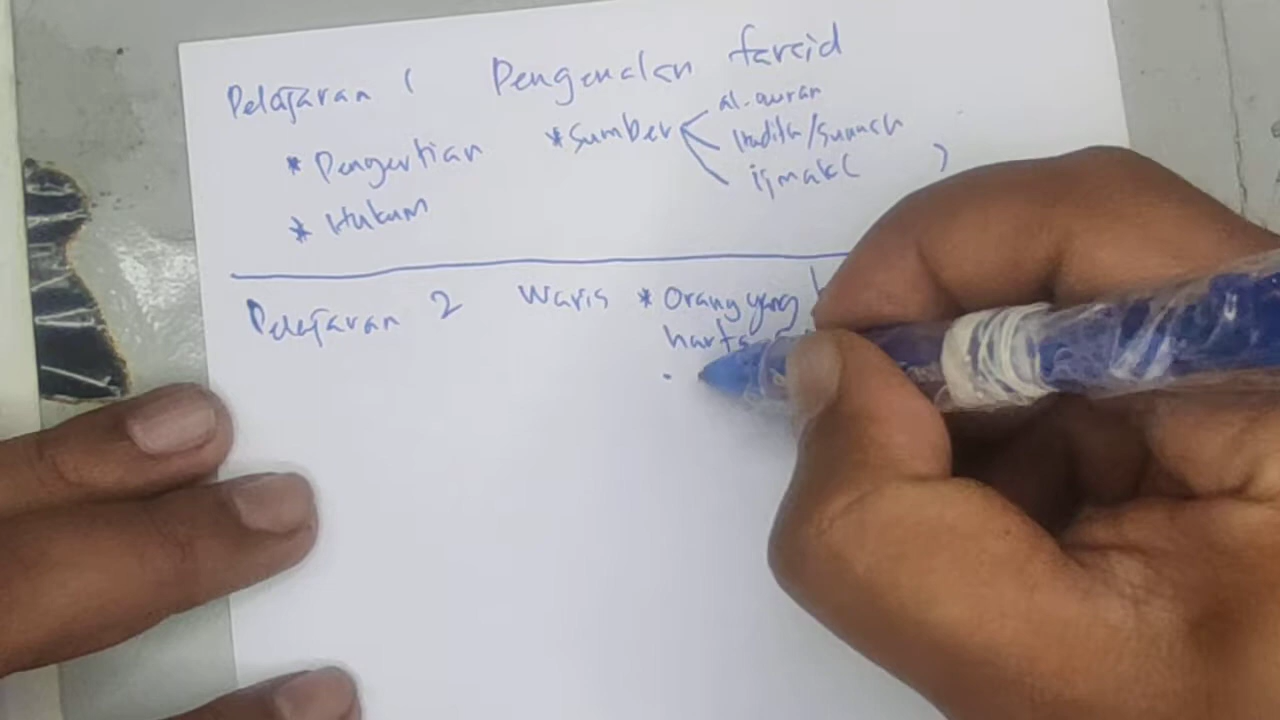 Pelajaran 1 Pengenalan faraid
* Pengertian
* Hukum
* Sumber
al-quran
hadith/sunnah
ijmak( )
Pelajaran 2 Waris * Orang yang
harta